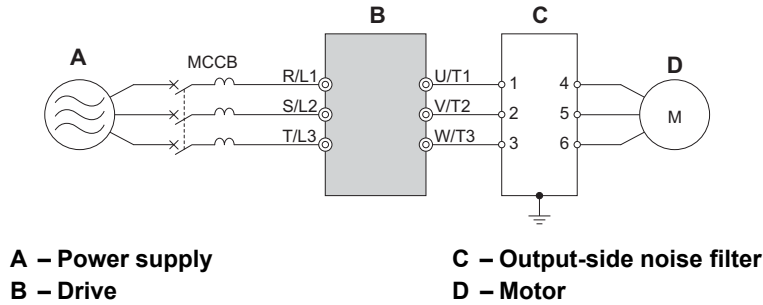 B
C
A
MCCB
D
R/L1
U/T1
1
4
S/L2
V/T2
2
5
M
T/L3
W/T3
3
6
A – Power supply
B – Drive
C – Output-side noise filter
D – Motor